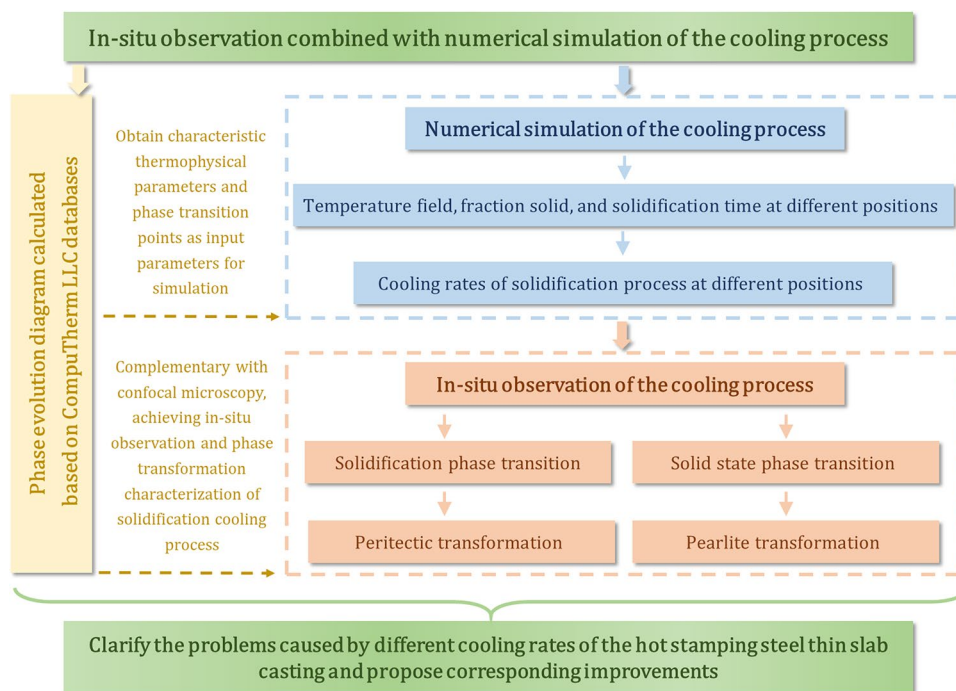 In-situ observation combined with numerical simulation of the cooling process
Phase evolution diagram calculated
based on CompuTherm LLC databases
Obtain characteristic
thermophysical
parameters and
phase transition
points as input
parameters for
simulation
Numerical simulation of the cooling process
Temperature field, fraction solid, and solidification time at different positions
Cooling rates of solidification process at different positions
Complementary with
confocal microscopy,
achieving in-situ
observation and phase
transformation
characterization of
solidification cooling
process
In-situ observation of the cooling process
Solidification phase transition
Solid state phase transition
Peritectic transformation
Pearlite transformation
Clarify the problems caused by different cooling rates of the hot stamping steel thin slab
casting and propose corresponding improvements